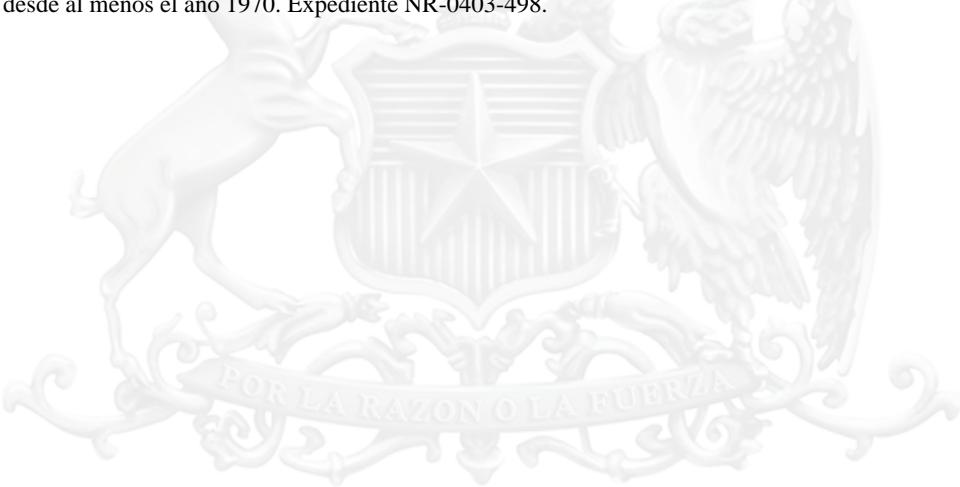 desde al menos el año 1970. Expediente NR-0403-498.
POR LA RAZON O LA FUERZA